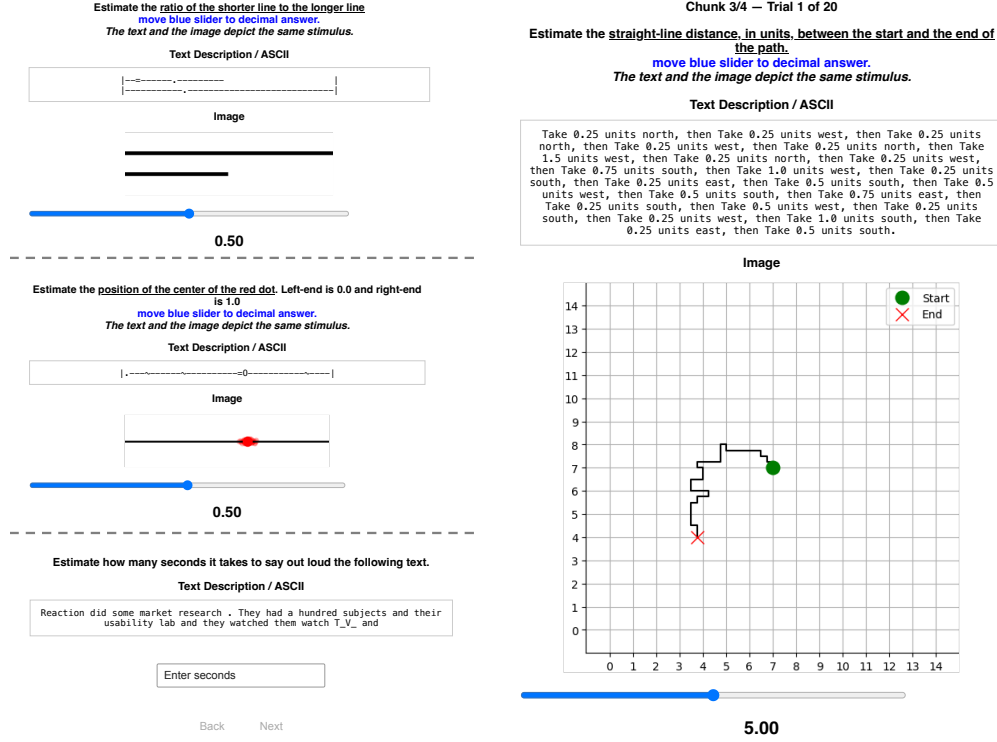 Estimate the ratio of the shorter line to the longer line
move blue slider to decimal answer.
The text and the image depict the same stimulus.
Text Description / ASCII
|--=------.---------                    |
|-----------.---------------------------|
Image
0.50
Estimate the position of the center of the red dot. Left-end is 0.0 and right-end
is 1.0
move blue slider to decimal answer.
The text and the image depict the same stimulus.
Text Description / ASCII
|.---~------~----------=O-----------~----|
Image
0.50
Estimate how many seconds it takes to say out loud the following text.
Text Description / ASCII
Reaction did some market research . They had a hundred subjects and their
usability lab and they watched them watch T_V_ and
Enter seconds
Back Next
Chunk 3/4 — Trial 1 of 20
Estimate the straight-line distance, in units, between the start and the end of
the path.
move blue slider to decimal answer.
The text and the image depict the same stimulus.
Text Description / ASCII
Take 0.25 units north, then Take 0.25 units west, then Take 0.25 units
north, then Take 0.25 units west, then Take 0.25 units north, then Take
1.5 units west, then Take 0.25 units north, then Take 0.25 units west,
then Take 0.75 units south, then Take 1.0 units west, then Take 0.25 units
south, then Take 0.25 units east, then Take 0.5 units south, then Take 0.5
units west, then Take 0.5 units south, then Take 0.75 units east, then
Take 0.25 units south, then Take 0.5 units west, then Take 0.25 units
south, then Take 0.25 units west, then Take 1.0 units south, then Take
0.25 units east, then Take 0.5 units south.
Image
Start
End
14
13
12
11
10
9
8
7
6
5
4
3
2
1
0
0 1 2 3 4 5 6 7 8 9 10 11 12 13 14
5.00